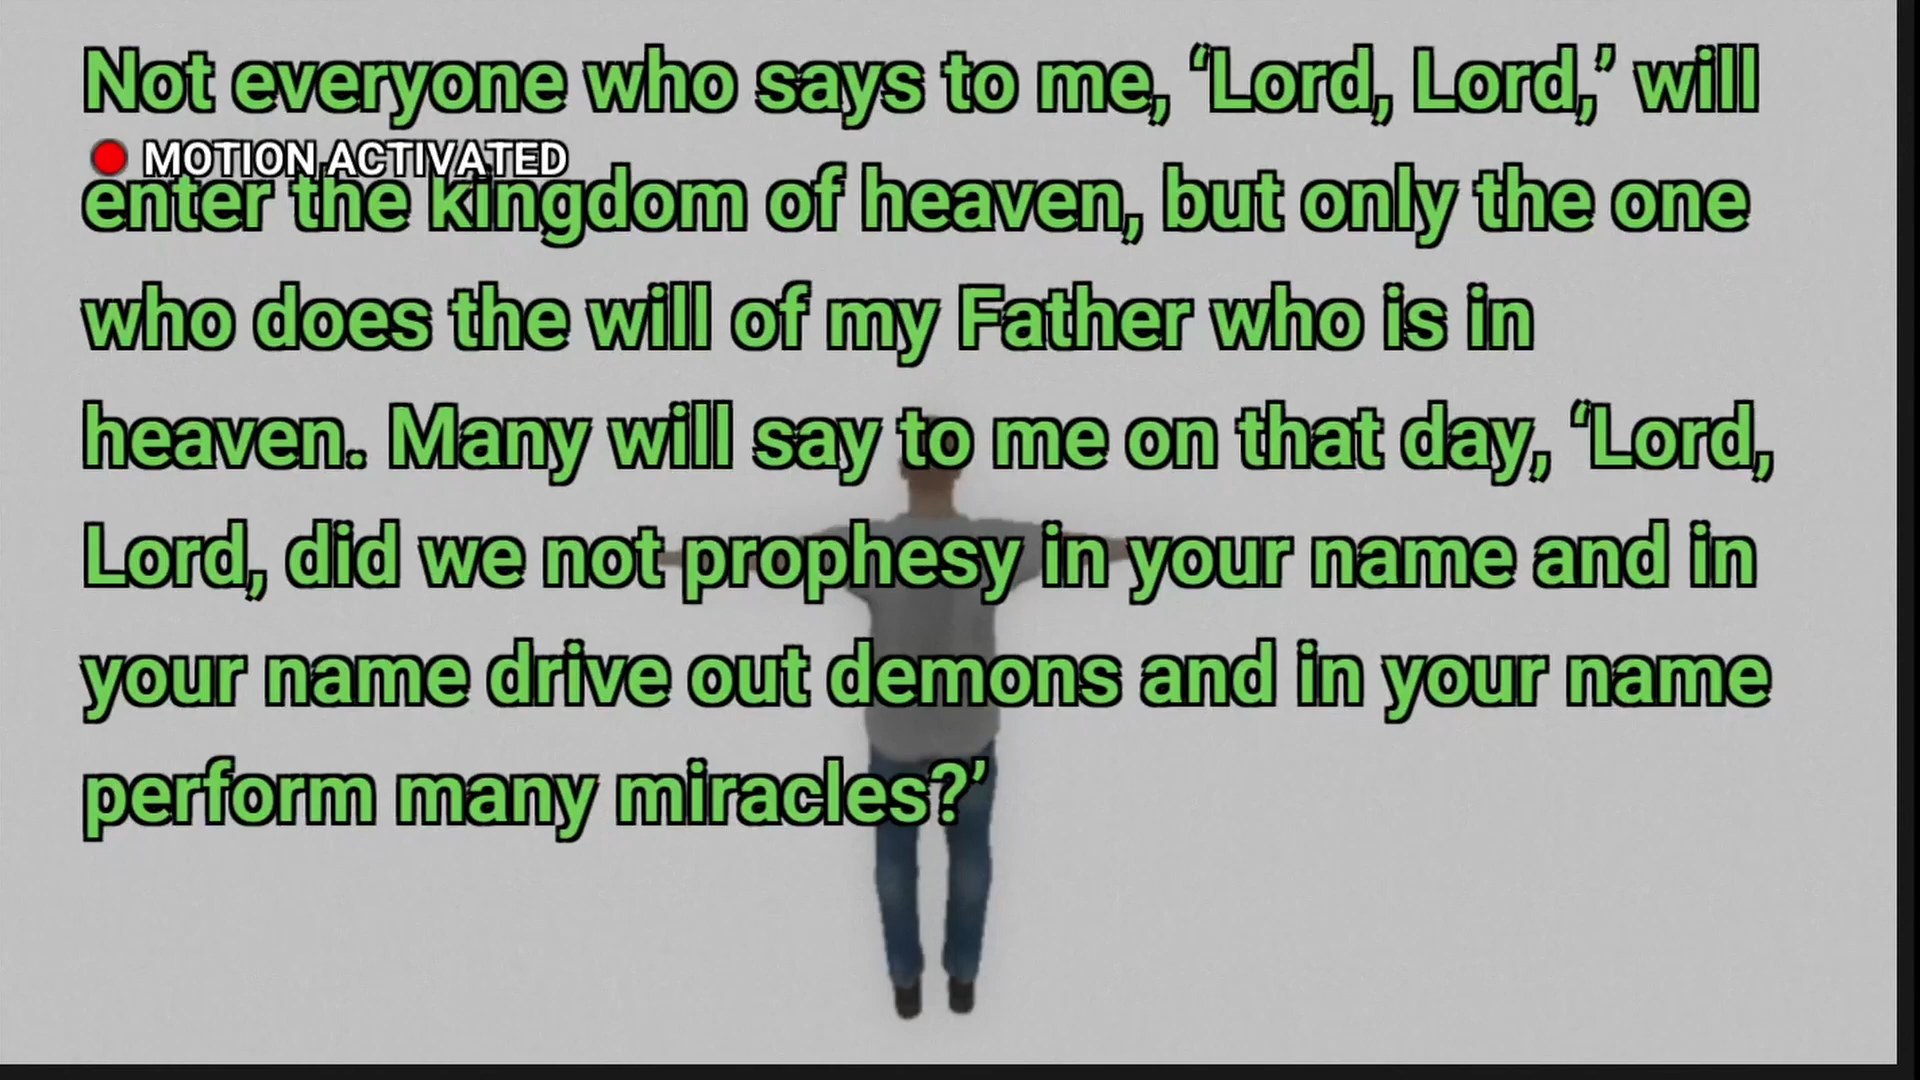 Not everyone who says to me, ‘Lord, Lord,’ will
MOTION ACTIVATED
enter the kingdom of heaven, but only the one
who does the will of my Father who is in
heaven. Many will say to me on that day, ‘Lord,
Lord, did we not prophesy in your name and in
your name drive out demons and in your name
perform many miracles?’